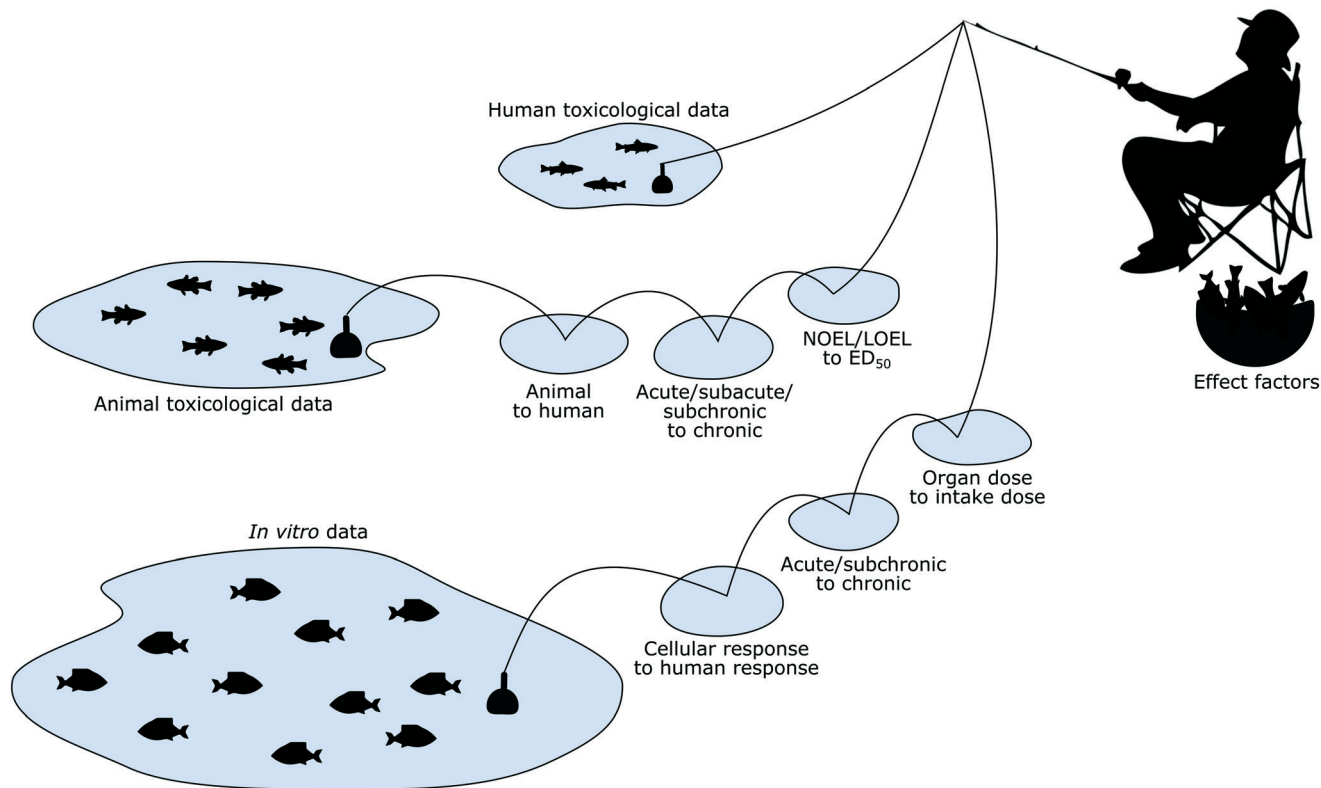 Human toxicological data
Animal toxicological data
Animal
to human
Acute/subacute/
subchronic
to chronic
NOEL/LOEL
to ED₅₀
Effect factors
Organ dose
to intake dose
Acute/subchronic
to chronic
In vitro data
Cellular response
to human response